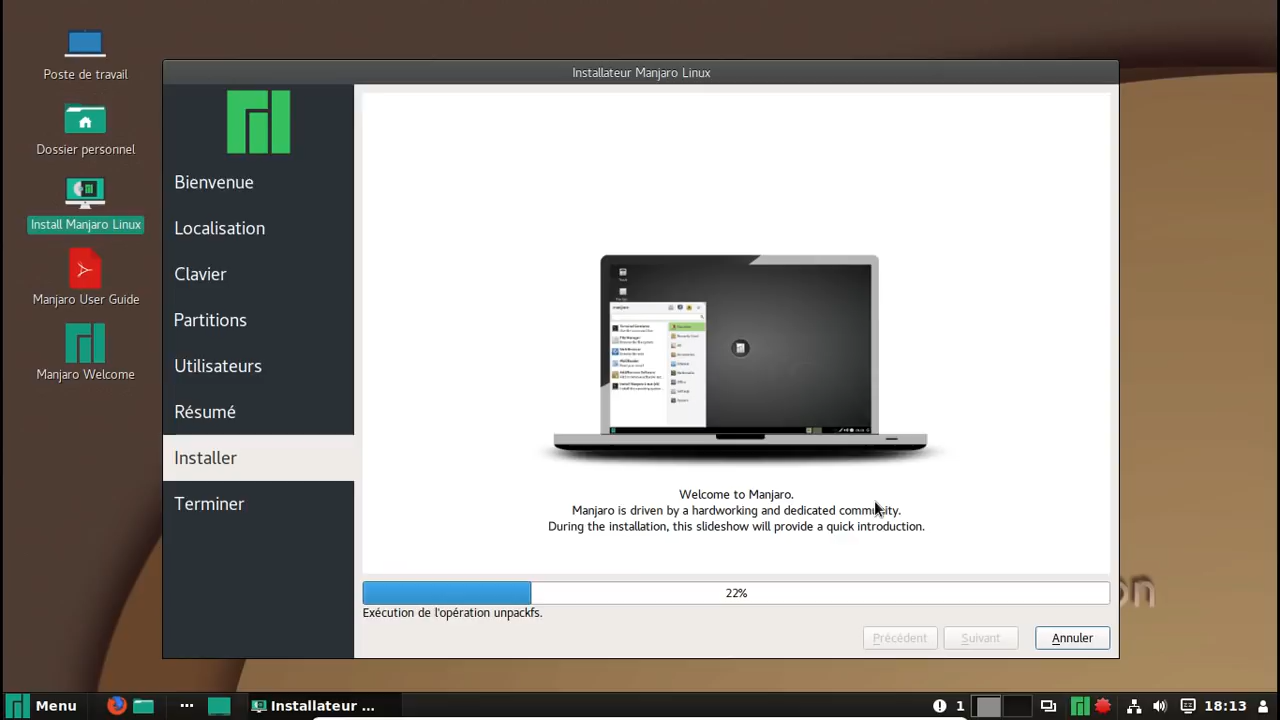 Poste de travail
Dossier personnel
Install Manjaro Linux
Manjaro User Guide
Manjaro Welcome
Installateur Manjaro Linux
Bienvenue
Localisation
Clavier
Partitions
Utilisateurs
Résumé
Installer
Terminer
Welcome to Manjaro.
Manjaro is driven by a hardworking and dedicated community.
During the installation, this slideshow will provide a quick introduction.
22%
Exécution de l'opération unpackfs.
Précédent
Suivant
Annuler
on
Menu
Installateur ...
1
18:13